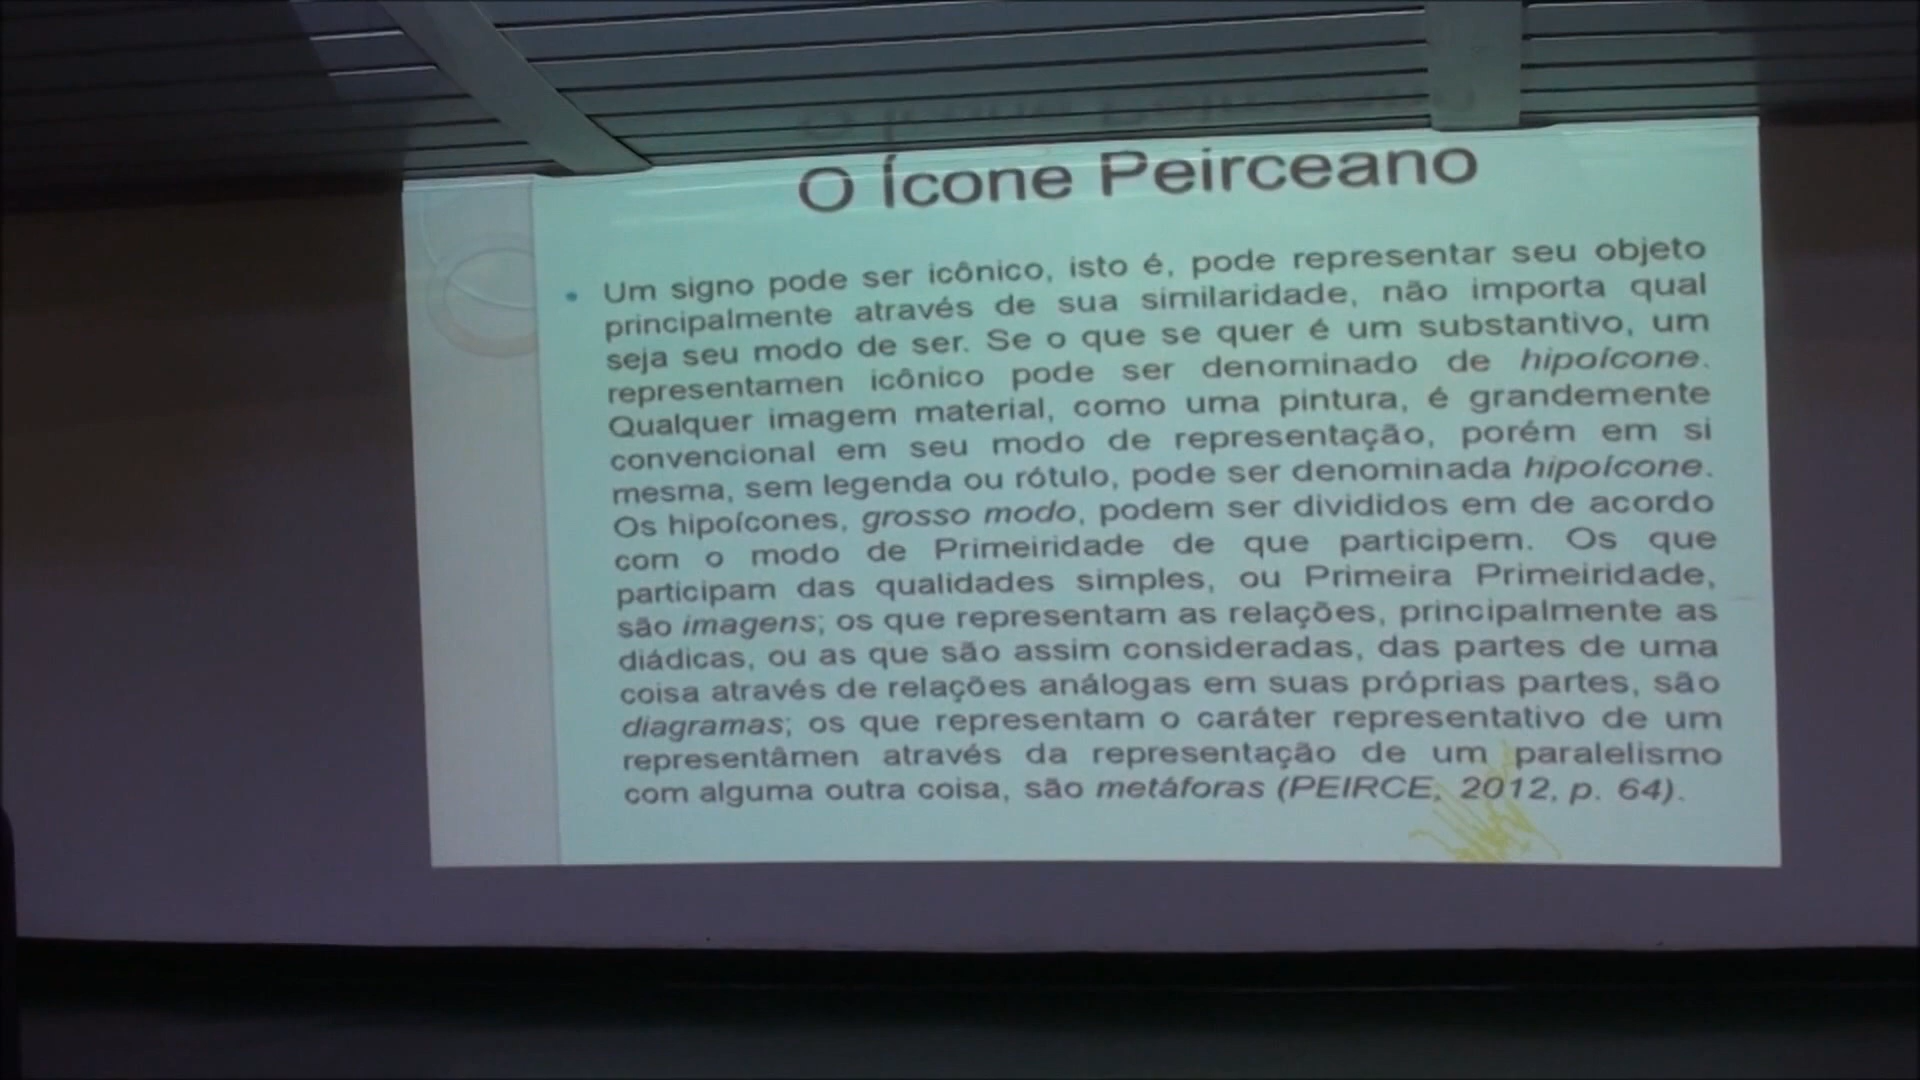 O Ícone Peirceano
• Um signo pode ser icônico, isto é, pode representar seu objeto
principalmente através de sua similaridade, não importa qual
seja seu modo de ser. Se o que se quer é um substantivo, um
representamen icônico pode ser denominado de hipoícone.
Qualquer imagem material, como uma pintura, é grandemente
convencional em seu modo de representação, porém em si
mesma, sem legenda ou rótulo, pode ser denominada hipoícone.
Os hipoícones, grosso modo, podem ser divididos em de acordo
com o modo de Primeiridade de que participem. Os que
participam das qualidades simples, ou Primeira Primeiridade,
são imagens; os que representam as relações, principalmente as
diádicas, ou as que são assim consideradas, das partes de uma
coisa através de relações análogas em suas próprias partes, são
diagramas; os que representam o caráter representativo de um
representâmen através da representação de um paralelismo
com alguma outra coisa, são metáforas (PEIRCE, 2012, p. 64).